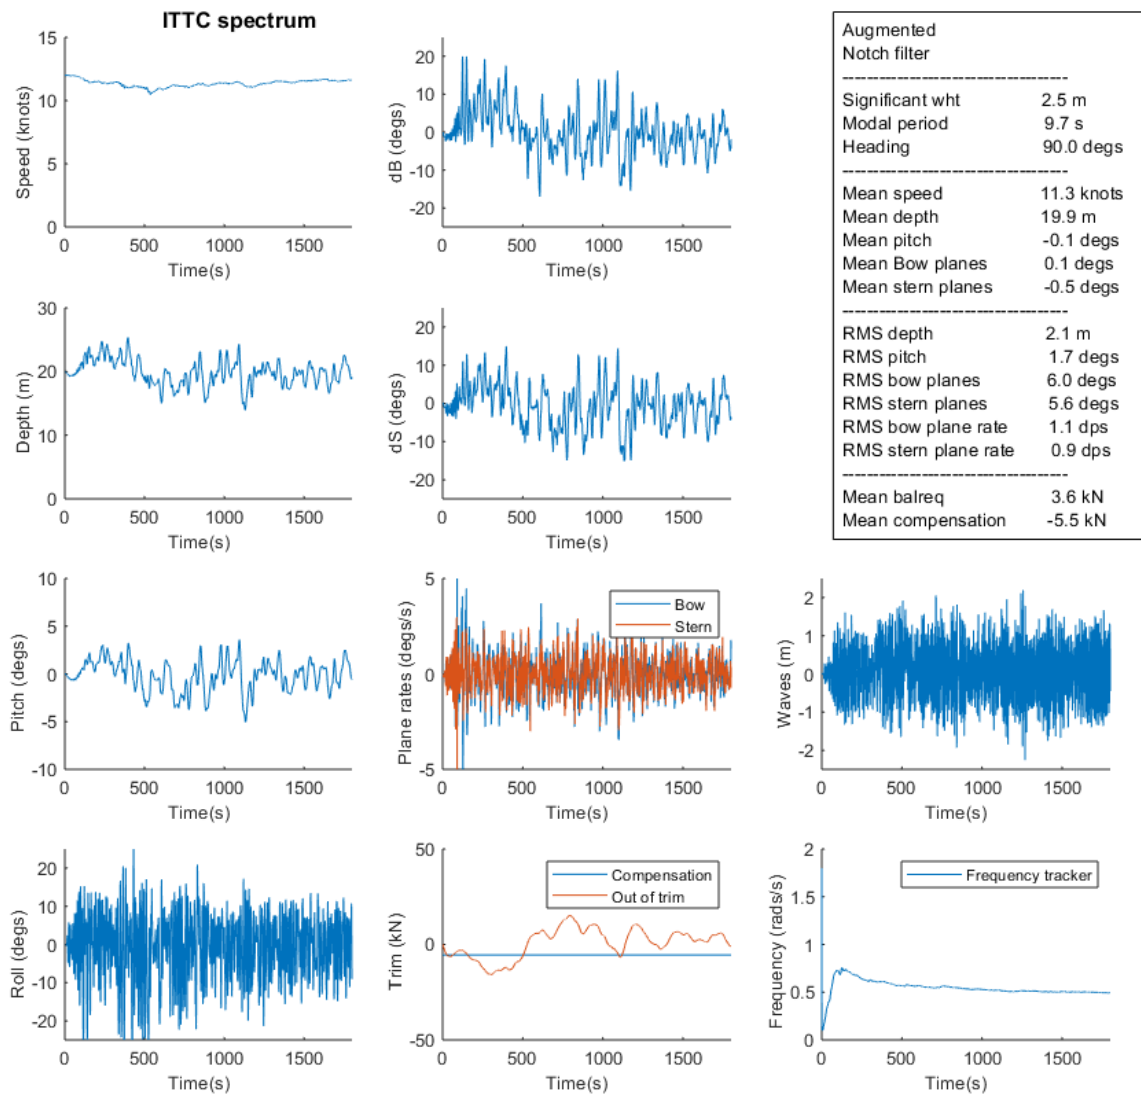 ITTC spectrum
15
10
5
0
Speed (knots)
0 500 1000 1500
Time(s)
20
10
0
-10
-20
dB (degs)
0 500 1000 1500
Time(s)
Augmented
Notch filter
-------------------------------------
Significant wht 2.5 m
Modal period 9.7 s
Heading 90.0 degs
-------------------------------------
Mean speed 11.3 knots
Mean depth 19.9 m
Mean pitch -0.1 degs
Mean Bow planes 0.1 degs
Mean stern planes -0.5 degs
-------------------------------------
RMS depth 2.1 m
RMS pitch 1.7 degs
RMS bow planes 6.0 degs
RMS stern planes 5.6 degs
RMS bow plane rate 1.1 dps
RMS stern plane rate 0.9 dps
-------------------------------------
Mean balreq 3.6 kN
Mean compensation -5.5 kN
30
20
10
0
Depth (m)
0 500 1000 1500
Time(s)
20
10
0
-10
-20
dS (degs)
0 500 1000 1500
Time(s)
10
5
0
-5
-10
Pitch (degs)
0 500 1000 1500
Time(s)
5
0
-5
Plane rates (degs/s)
Bow
Stern
0 500 1000 1500
Time(s)
2
1
0
-1
-2
Waves (m)
0 500 1000 1500
Time(s)
20
10
0
-10
-20
Roll (degs)
0 500 1000 1500
Time(s)
50
0
-50
Trim (kN)
Compensation
Out of trim
0 500 1000 1500
Time(s)
2
1.5
1
0.5
0
Frequency (rads/s)
Frequency tracker
0 500 1000 1500
Time(s)